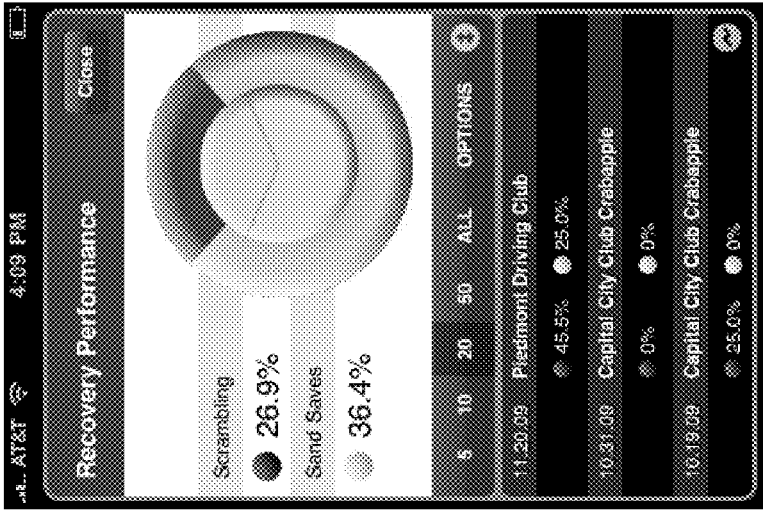 AT&T 4:09 PM
Recovery Performance Close
Scrambling
26.9%
Sand Saves
36.4%
5 10 20 50 ALL OPTIONS
11.20.09 Piedmont Driving Club
45.5% 25.0%
10.31.09 Capital City Club Crabapple
0% 0%
10.19.09 Capital City Club Crabapple
25.0% 0%